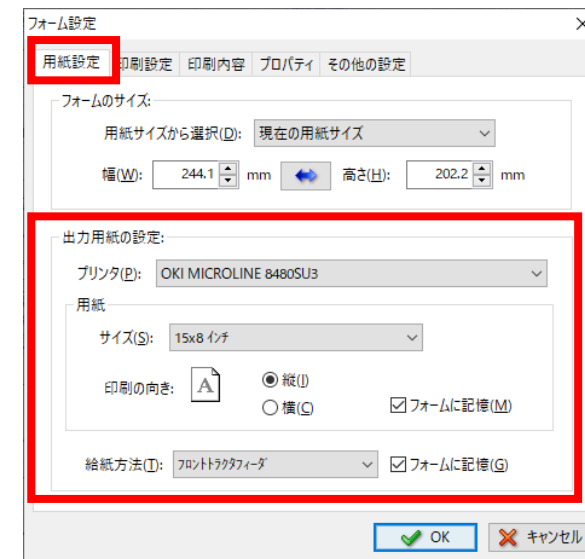 フォーム設定
用紙設定 印刷設定 印刷内容 プロパティ その他の設定
フォームのサイズ:
用紙サイズから選択(D): 現在の用紙サイズ
幅(W): 244.1 mm 高さ(H): 202.2 mm
出力用紙の設定:
プリンタ(P): OKI MICROLINE 8480SU3
用紙
サイズ(S): 15x8 ｲﾝﾁ
印刷の向き: A 縦(I)
横(C) フォームに記憶(M)
給紙方法(T): ﾌﾛﾝﾄﾄﾗｸﾀﾌｨｰﾀﾞ フォームに記憶(G)
OK キャンセル